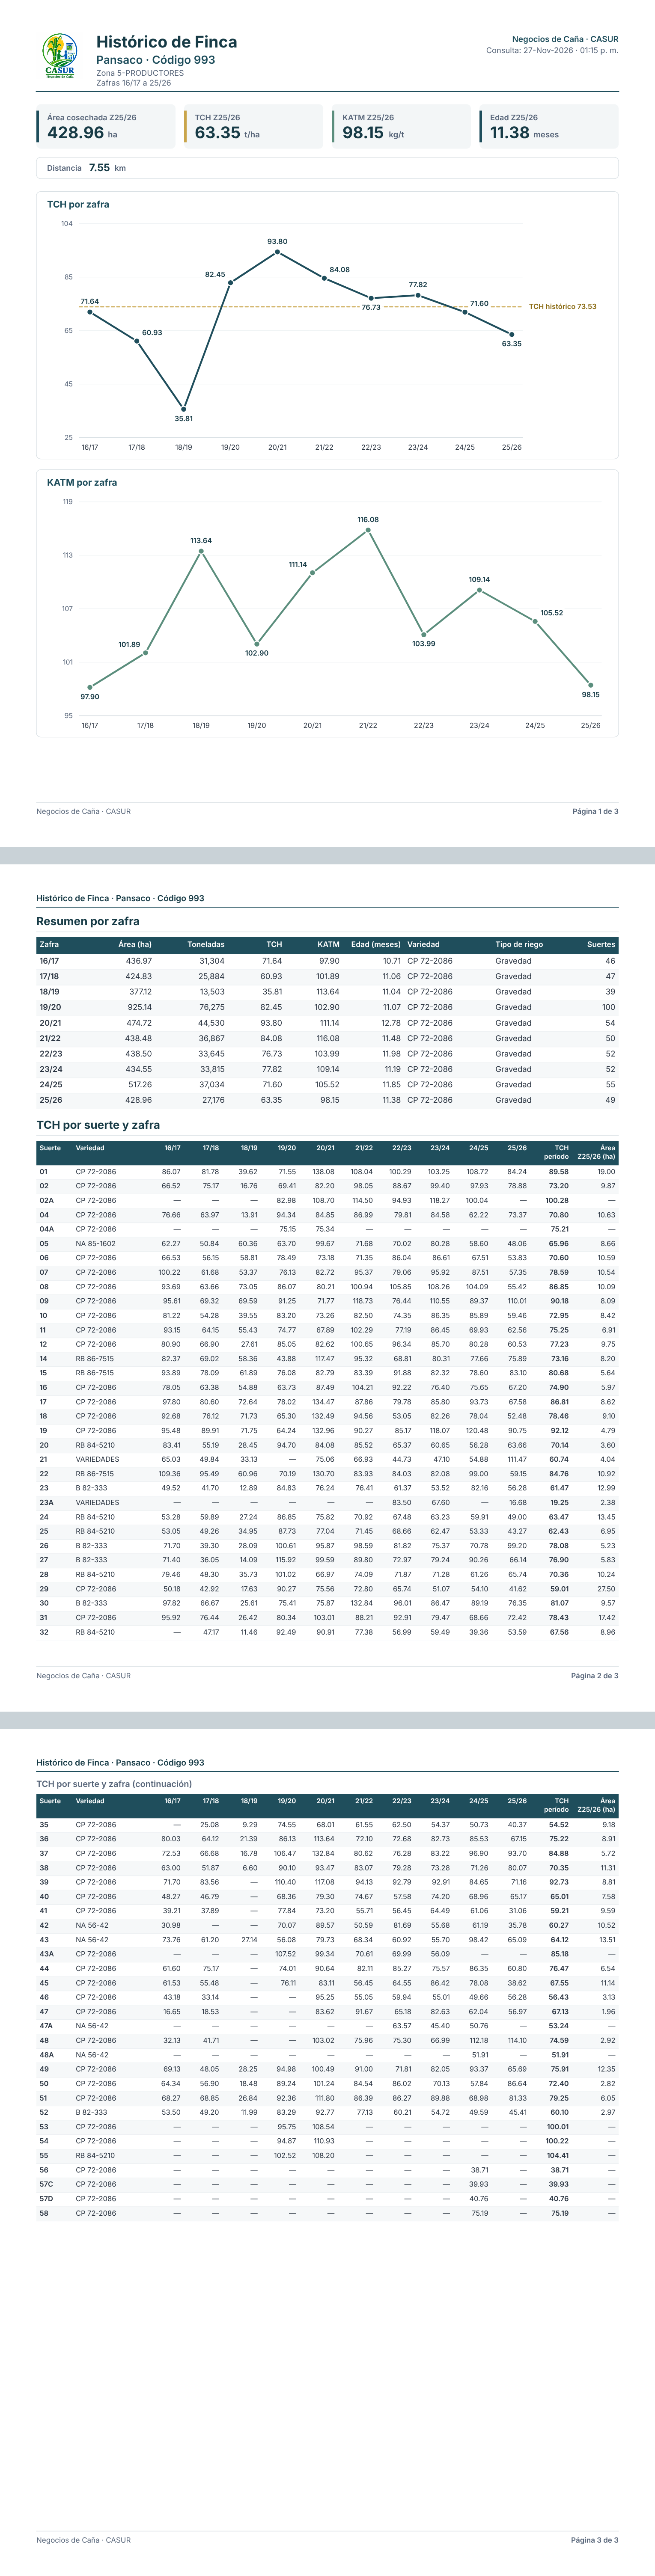 CASUR
Negocios de Caña
Histórico de Finca
Pansaco · Código 993
Zona 5-PRODUCTORES
Zafras 16/17 a 25/26
Negocios de Caña · CASUR
Consulta: 27-Nov-2026 · 01:15 p. m.
Área cosechada Z25/26
428.96 ha
TCH Z25/26
63.35 t/ha
KATM Z25/26
98.15 kg/t
Edad Z25/26
11.38 meses
Distancia 7.55 km
TCH por zafra
104
93.80
85
82.45
84.08
77.82
76.73
71.64
71.60
TCH histórico 73.53
65
60.93
63.35
45
35.81
25
16/17 17/18 18/19 19/20 20/21 21/22 22/23 23/24 24/25 25/26
KATM por zafra
119
116.08
113.64
113
111.14
109.14
107
105.52
101.89
102.90
103.99
101
97.90
98.15
95
16/17 17/18 18/19 19/20 20/21 21/22 22/23 23/24 24/25 25/26
Negocios de Caña · CASUR Página 1 de 3
Histórico de Finca · Pansaco · Código 993
Resumen por zafra
Zafra Área (ha) Toneladas TCH KATM Edad (meses) Variedad Tipo de riego Suertes
16/17 436.97 31,304 71.64 97.90 10.71 CP 72-2086 Gravedad 46
17/18 424.83 25,884 60.93 101.89 11.06 CP 72-2086 Gravedad 47
18/19 377.12 13,503 35.81 113.64 11.04 CP 72-2086 Gravedad 39
19/20 925.14 76,275 82.45 102.90 11.07 CP 72-2086 Gravedad 100
20/21 474.72 44,530 93.80 111.14 12.78 CP 72-2086 Gravedad 54
21/22 438.48 36,867 84.08 116.08 11.48 CP 72-2086 Gravedad 50
22/23 438.50 33,645 76.73 103.99 11.98 CP 72-2086 Gravedad 52
23/24 434.55 33,815 77.82 109.14 11.19 CP 72-2086 Gravedad 52
24/25 517.26 37,034 71.60 105.52 11.85 CP 72-2086 Gravedad 55
25/26 428.96 27,176 63.35 98.15 11.38 CP 72-2086 Gravedad 49
TCH por suerte y zafra
Suerte Variedad 16/17 17/18 18/19 19/20 20/21 21/22 22/23 23/24 24/25 25/26 TCH período Área Z25/26 (ha)
01 CP 72-2086 86.07 81.78 39.62 71.55 138.08 108.04 100.29 103.25 108.72 84.24 89.58 19.00
02 CP 72-2086 66.52 75.17 16.76 69.41 82.20 98.05 88.67 99.40 97.93 78.88 73.20 9.87
02A CP 72-2086 — — — 82.98 108.70 114.50 94.93 118.27 100.04 — 100.28 —
04 CP 72-2086 76.66 63.97 13.91 94.34 84.85 86.99 79.81 84.58 62.22 73.37 70.80 10.63
04A CP 72-2086 — — — 75.15 75.34 — — — — — 75.21 —
05 NA 85-1602 62.27 50.84 60.36 63.70 99.67 71.68 70.02 80.28 58.60 48.06 65.96 8.66
06 CP 72-2086 66.53 56.15 58.81 78.49 73.18 71.35 86.04 86.61 67.51 53.83 70.60 10.59
07 CP 72-2086 100.22 61.68 53.37 76.13 82.72 95.37 79.06 95.92 87.51 57.35 78.59 10.54
08 CP 72-2086 93.69 63.66 73.05 86.07 80.21 100.94 105.85 108.26 104.09 55.42 86.85 10.09
09 CP 72-2086 95.61 69.32 69.59 91.25 71.77 118.73 76.44 110.55 89.37 110.01 90.18 8.09
10 CP 72-2086 81.22 54.28 39.55 83.20 73.26 82.50 74.35 86.35 85.89 59.46 72.95 8.42
11 CP 72-2086 93.15 64.15 55.43 74.77 67.89 102.29 77.19 86.45 69.93 62.56 75.25 6.91
12 CP 72-2086 80.90 66.90 27.61 85.05 82.62 100.65 96.34 85.70 80.28 60.53 77.23 9.75
14 RB 86-7515 82.37 69.02 58.36 43.88 117.47 95.32 68.81 80.31 77.66 75.89 73.16 8.20
15 RB 86-7515 93.89 78.09 61.89 76.08 82.79 83.39 91.88 82.32 78.60 83.10 80.68 5.64
16 CP 72-2086 78.05 63.38 54.88 73.63 87.49 104.21 92.22 76.40 75.65 67.20 74.90 5.97
17 CP 72-2086 97.80 80.60 72.64 78.02 134.47 87.86 79.78 85.80 93.73 67.58 86.81 8.62
18 CP 72-2086 92.68 76.12 71.73 65.30 132.49 94.56 53.05 82.26 78.04 52.48 78.46 9.10
19 CP 72-2086 95.48 89.91 71.75 64.24 132.96 90.27 85.17 118.07 120.48 90.75 92.12 4.79
20 RB 84-5210 83.41 55.19 28.45 94.70 84.08 85.52 65.37 60.65 56.28 63.66 70.14 3.60
21 VARIEDADES 65.03 49.84 33.13 — 75.06 66.93 44.73 47.10 54.88 111.47 60.74 4.04
22 RB 86-7515 109.36 95.49 60.96 70.19 130.70 83.93 84.03 82.08 99.00 59.15 84.76 10.92
23 B 82-333 49.52 41.70 12.89 84.83 76.24 76.41 61.37 53.52 82.16 56.28 61.47 12.99
23A VARIEDADES — — — — — — 83.50 67.60 — 16.68 19.25 2.38
24 RB 84-5210 53.28 59.89 27.24 86.85 75.82 70.92 67.48 63.23 59.91 49.00 63.47 13.45
25 RB 84-5210 53.05 49.26 34.95 87.73 77.04 71.45 68.66 62.47 53.33 43.27 62.43 6.95
26 B 82-333 71.70 39.30 28.09 100.61 95.87 98.59 81.82 75.37 70.78 99.20 78.08 5.23
27 B 82-333 71.40 36.05 14.09 115.92 99.59 89.80 72.97 79.24 90.26 66.14 76.90 5.83
28 RB 84-5210 79.46 48.30 35.73 101.02 66.97 74.09 71.87 71.28 61.26 65.74 70.36 10.24
29 CP 72-2086 50.18 42.92 17.63 90.27 75.56 72.80 65.74 51.07 54.10 41.62 59.01 27.50
30 B 82-333 97.82 66.67 25.61 75.41 75.87 132.84 96.01 86.47 89.19 76.35 81.07 9.57
31 CP 72-2086 95.92 76.44 26.42 80.34 103.01 88.21 92.91 79.47 68.66 72.42 78.43 17.42
32 RB 84-5210 — 47.17 11.46 92.49 90.91 77.38 56.99 59.49 39.36 53.59 67.56 8.96
Negocios de Caña · CASUR Página 2 de 3
Histórico de Finca · Pansaco · Código 993
TCH por suerte y zafra (continuación)
Suerte Variedad 16/17 17/18 18/19 19/20 20/21 21/22 22/23 23/24 24/25 25/26 TCH período Área Z25/26 (ha)
35 CP 72-2086 — 25.08 9.29 74.55 68.01 61.55 62.50 54.37 50.73 40.37 54.52 9.18
36 CP 72-2086 80.03 64.12 21.39 86.13 113.64 72.10 72.68 82.73 85.53 67.15 75.22 8.91
37 CP 72-2086 72.53 66.68 16.78 106.47 132.84 80.62 76.28 83.22 96.90 93.70 84.88 5.72
38 CP 72-2086 63.00 51.87 6.60 90.10 93.47 83.07 79.28 73.28 71.26 80.07 70.35 11.31
39 CP 72-2086 71.70 83.56 — 110.40 117.08 94.13 92.79 92.91 84.65 71.16 92.73 8.81
40 CP 72-2086 48.27 46.79 — 68.36 79.30 74.67 57.58 74.20 68.96 65.17 65.01 7.58
41 CP 72-2086 39.21 37.89 — 77.84 73.20 55.71 56.45 64.49 61.06 31.06 59.21 9.59
42 NA 56-42 30.98 — — 70.07 89.57 50.59 81.69 55.68 61.19 35.78 60.27 10.52
43 NA 56-42 73.76 61.20 27.14 56.08 79.73 68.34 60.92 55.70 98.42 65.09 64.12 13.51
43A CP 72-2086 — — — 107.52 99.34 70.61 69.99 56.09 — — 85.18 —
44 CP 72-2086 61.60 75.17 — 74.01 90.64 82.11 85.27 75.57 86.35 60.80 76.47 6.54
45 CP 72-2086 61.53 55.48 — 76.11 83.11 56.45 64.55 86.42 78.08 38.62 67.55 11.14
46 CP 72-2086 43.18 33.14 — — 95.25 55.05 59.94 55.01 49.66 56.28 56.43 3.13
47 CP 72-2086 16.65 18.53 — — 83.62 91.67 65.18 82.63 62.04 56.97 67.13 1.96
47A NA 56-42 — — — — — — 63.57 45.40 50.76 — 53.24 —
48 CP 72-2086 32.13 41.71 — — 103.02 75.96 75.30 66.99 112.18 114.10 74.59 2.92
48A NA 56-42 — — — — — — — — 51.91 — 51.91 —
49 CP 72-2086 69.13 48.05 28.25 94.98 100.49 91.00 71.81 82.05 93.37 65.69 75.91 12.35
50 CP 72-2086 64.34 56.90 18.48 89.24 101.24 84.54 86.02 70.13 57.84 86.64 72.40 2.82
51 CP 72-2086 68.27 68.85 26.84 92.36 111.80 86.39 86.27 89.88 68.98 81.33 79.25 6.05
52 B 82-333 53.50 49.20 11.99 83.29 92.77 77.13 60.21 54.72 49.59 45.41 60.10 2.97
53 CP 72-2086 — — — 95.75 108.54 — — — — — 100.01 —
54 CP 72-2086 — — — 94.87 110.93 — — — — — 100.22 —
55 RB 84-5210 — — — 102.52 108.20 — — — — — 104.41 —
56 CP 72-2086 — — — — — — — — 38.71 — 38.71 —
57C CP 72-2086 — — — — — — — — 39.93 — 39.93 —
57D CP 72-2086 — — — — — — — — 40.76 — 40.76 —
58 CP 72-2086 — — — — — — — — 75.19 — 75.19 —
Negocios de Caña · CASUR Página 3 de 3